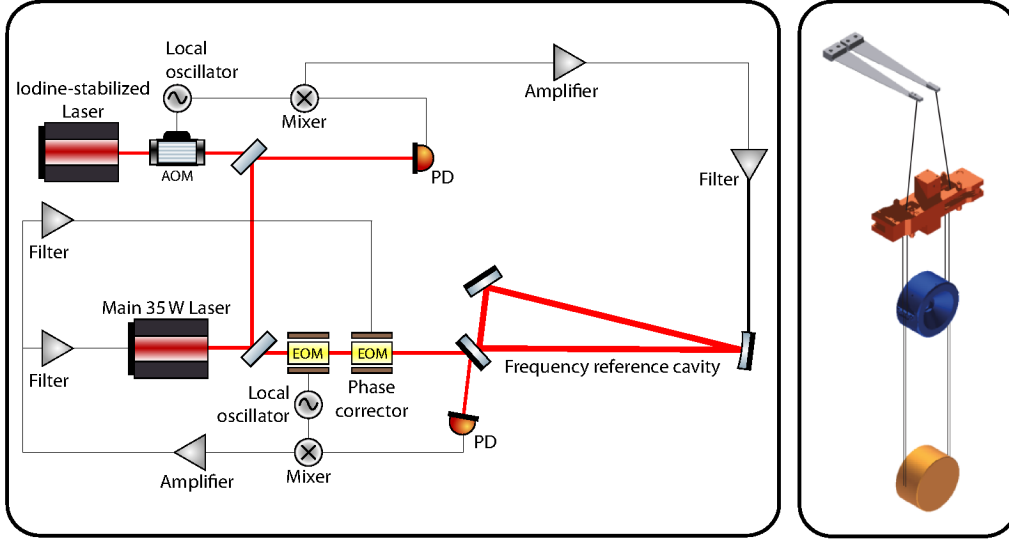 Local
oscillator
Iodine-stabilized
Laser
Mixer
Amplifier
AOM
PD
Filter
Filter
Main 35 W Laser
EOM
EOM
Filter
Frequency reference cavity
Local
oscillator
Phase
corrector
PD
Amplifier
Mixer